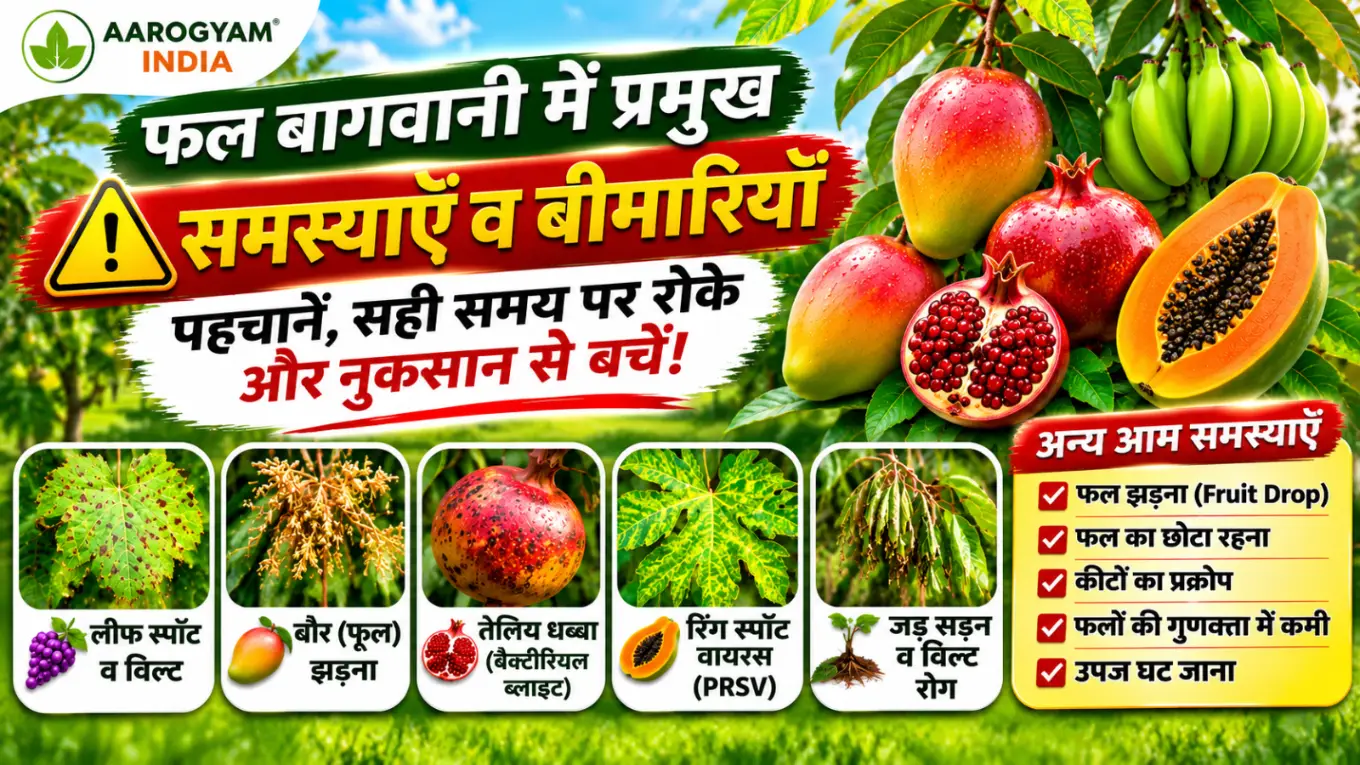 AAROGYAM®
INDIA
फल बागवानी में प्रमुख
समस्याऍं व बीमारियॉं
पहचानें, सही समय पर रोके
और नुकसान से बचें!
लीफ स्पॉट
व विल्ट
बौर (फूल)
झड़ना
तेलिय धब्बा
(बैक्टीरियल
ब्लाइट)
रिंग स्पॉट
वायरस
(PRSV)
जड़ सड़न
व विल्ट
रोग
अन्य आम समस्याऍं
फल झड़ना (Fruit Drop)
फल का छोटा रहना
कीटों का प्रक्रोप
फलों की गुणक्ता में कमी
उपज घट जाना